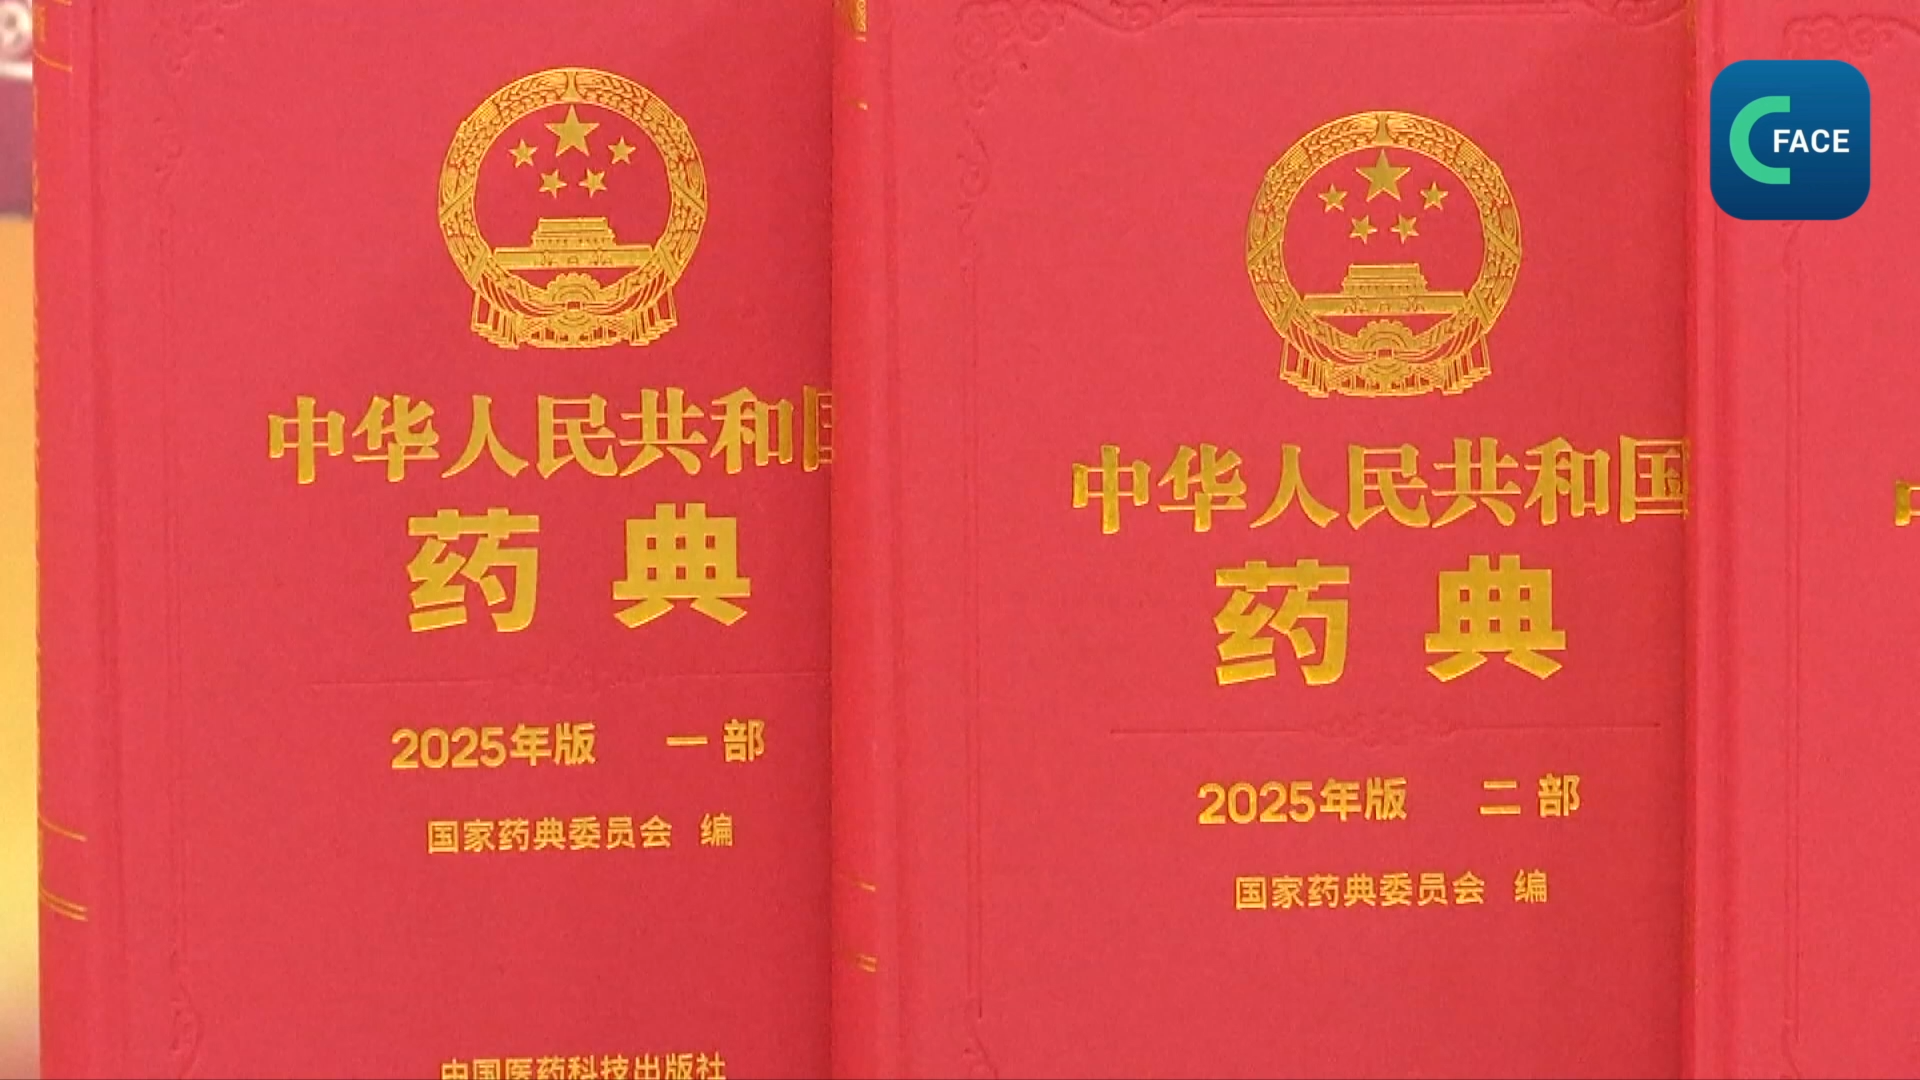 中华人民共和国
药典
2025年版 一部
国家药典委员会 编
中国医药科技出版社
中华人民共和国
药典
2025年版 二部
国家药典委员会 编
C FACE